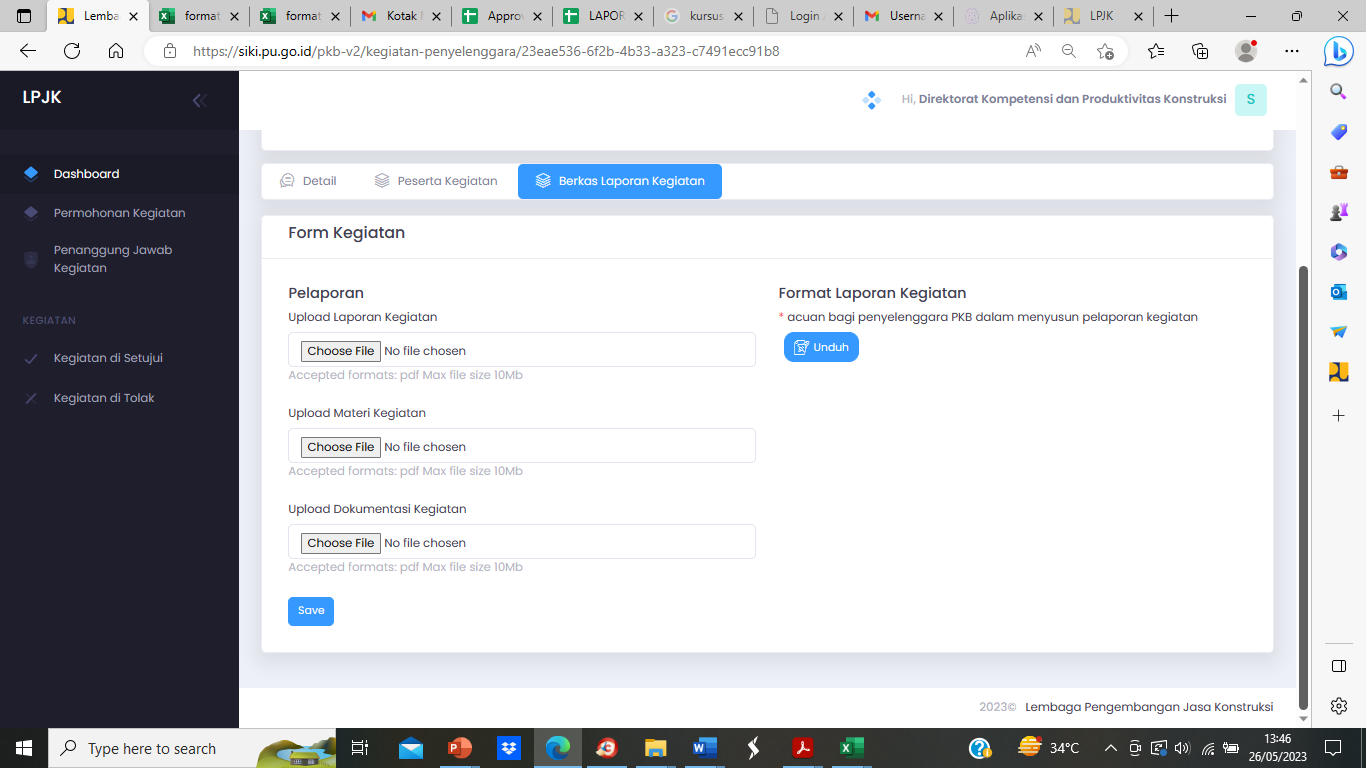 Lemba
format
format
Kotak
Approv
LAPOR
kursus
Login
Userna
Aplika
LPJK
https://siki.pu.go.id/pkb-v2/kegiatan-penyelenggara/23eae536-6f2b-4b33-a323-c7491ecc91b8
LPJK
Hi, Direktorat Kompetensi dan Produktivitas Konstruksi
S
Dashboard
Permohonan Kegiatan
Penanggung Jawab
Kegiatan
KEGIATAN
Kegiatan di Setujui
Kegiatan di Tolak
Detail
Peserta Kegiatan
Berkas Laporan Kegiatan
Form Kegiatan
Pelaporan
Upload Laporan Kegiatan
Choose File No file chosen
Accepted formats: pdf Max file size 10Mb
Upload Materi Kegiatan
Choose File No file chosen
Accepted formats: pdf Max file size 10Mb
Upload Dokumentasi Kegiatan
Choose File No file chosen
Accepted formats: pdf Max file size 10Mb
Save
Format Laporan Kegiatan
* acuan bagi penyelenggara PKB dalam menyusun pelaporan kegiatan
Unduh
2023© Lembaga Pengembangan Jasa Konstruksi
Type here to search
34°C
13:46
26/05/2023